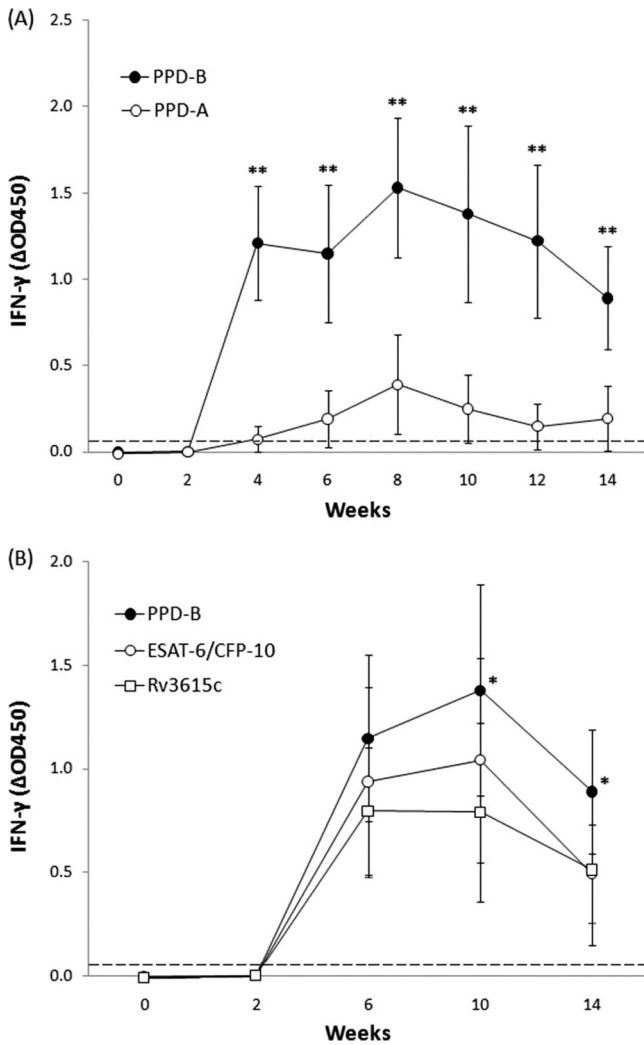 (A)
2.5
2.0
1.5
1.0
0.5
0.0
IFN-γ (ΔOD450)
PPD-B
PPD-A
** ** ** ** ** **
0 2 4 6 8 10 12 14
Weeks
(B)
2.0
1.5
1.0
0.5
0.0
IFN-γ (ΔOD450)
PPD-B
ESAT-6/CFP-10
Rv3615c
*
*
0 2 6 10 14
Weeks